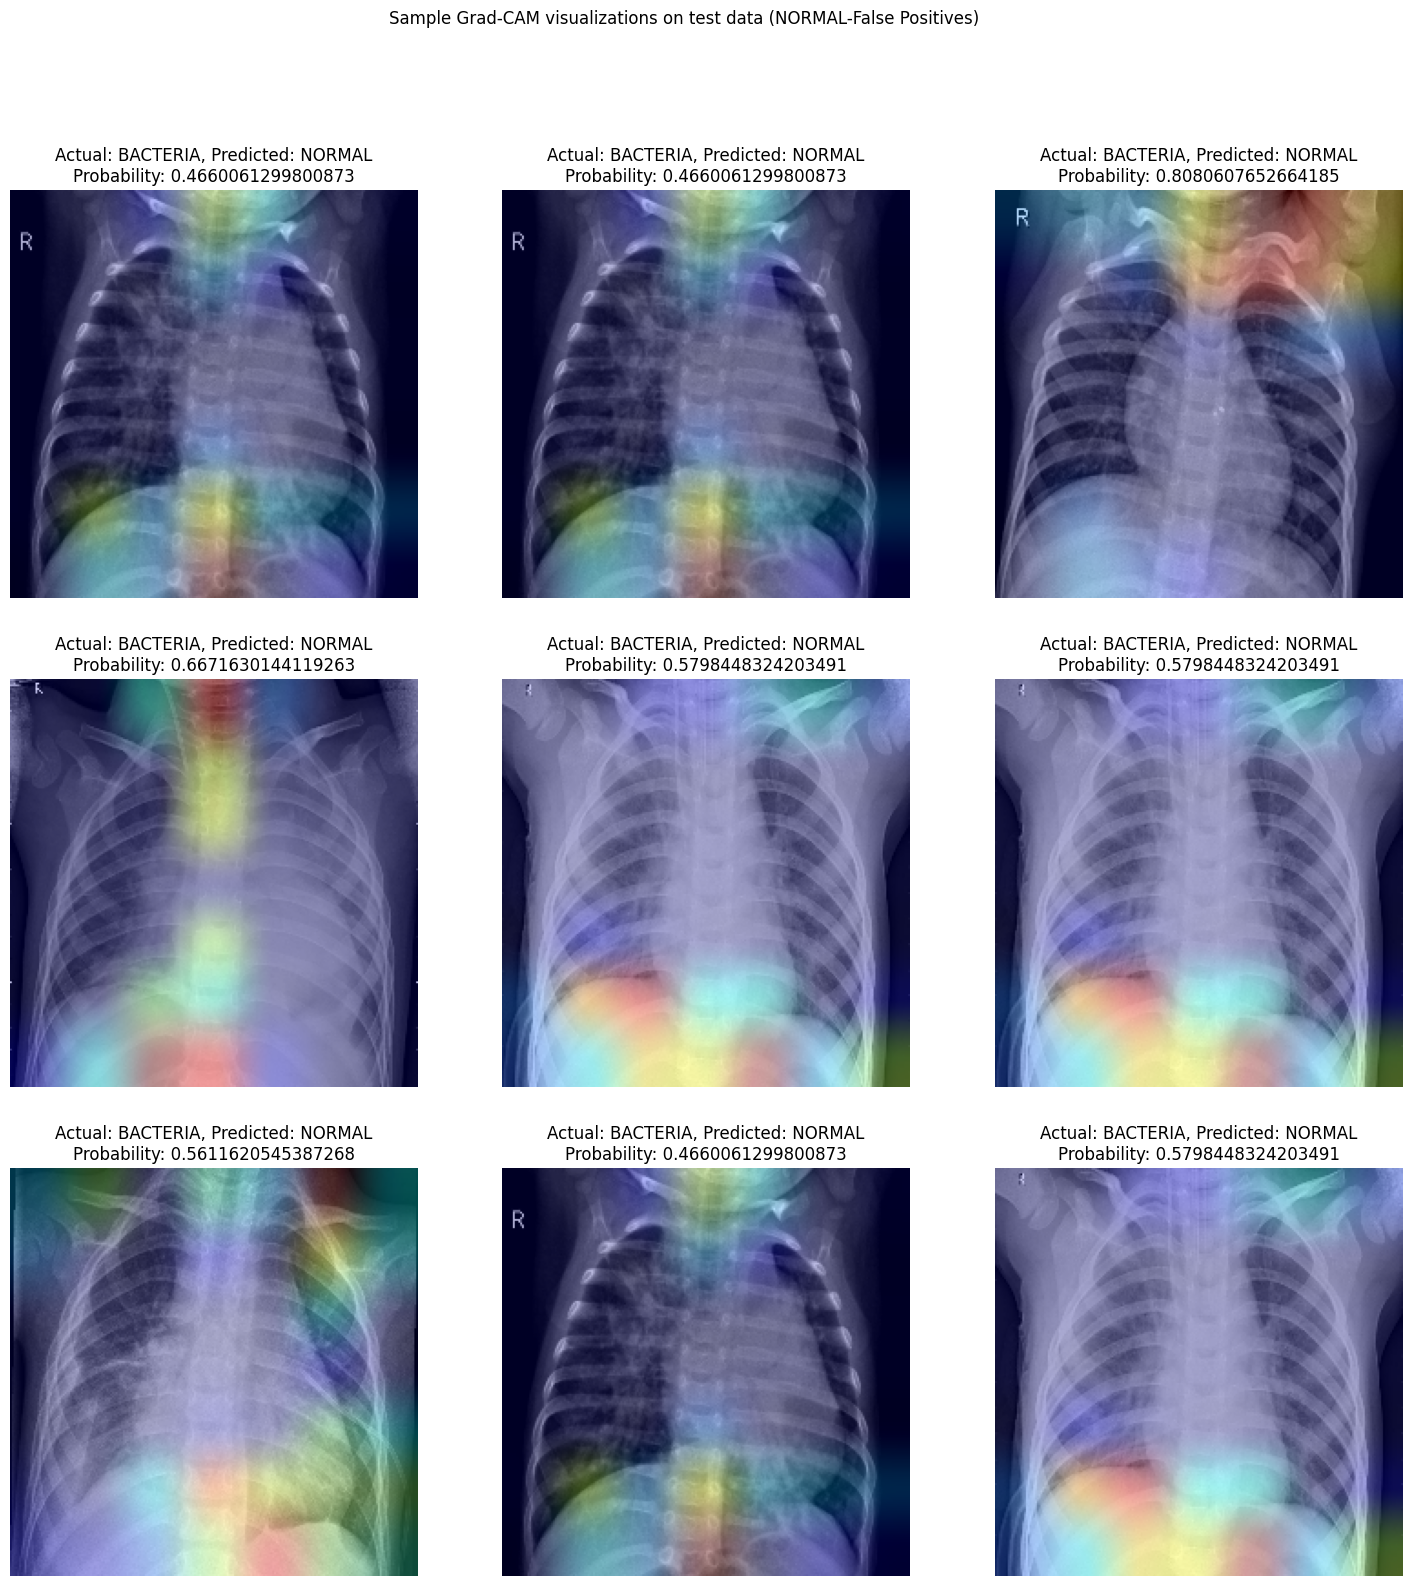 Sample Grad-CAM visualizations on test data (NORMAL-False Positives)
Actual: BACTERIA, Predicted: NORMAL
Probability: 0.4660061299800873
Actual: BACTERIA, Predicted: NORMAL
Probability: 0.4660061299800873
Actual: BACTERIA, Predicted: NORMAL
Probability: 0.8080607652664185
R
R
R
Actual: BACTERIA, Predicted: NORMAL
Probability: 0.6671630144119263
Actual: BACTERIA, Predicted: NORMAL
Probability: 0.5798448324203491
Actual: BACTERIA, Predicted: NORMAL
Probability: 0.5798448324203491
R
Actual: BACTERIA, Predicted: NORMAL
Probability: 0.5611620545387268
Actual: BACTERIA, Predicted: NORMAL
Probability: 0.4660061299800873
Actual: BACTERIA, Predicted: NORMAL
Probability: 0.5798448324203491
R